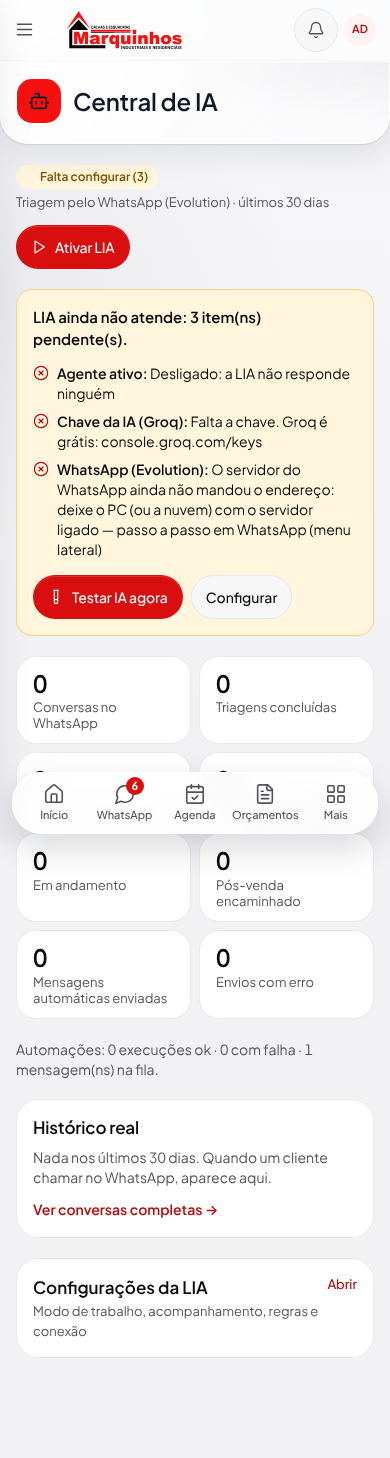 CALHAS E ESQUADRIAS
Marquinhos
INDUSTRIAIS E RESIDENCIAIS
AD
Central de IA
Falta configurar (3)
Triagem pelo WhatsApp (Evolution) · últimos 30 dias
Ativar LIA
LIA ainda não atende: 3 item(ns)
pendente(s).
Agente ativo: Desligado: a LIA não responde
ninguém
Chave da IA (Groq): Falta a chave. Groq é
grátis: console.groq.com/keys
WhatsApp (Evolution): O servidor do
WhatsApp ainda não mandou o endereço:
deixe o PC (ou a nuvem) com o servidor
ligado — passo a passo em WhatsApp (menu
lateral)
Testar IA agora
Configurar
0
Conversas no
WhatsApp
0
Triagens concluídas
6
Início
WhatsApp
Agenda
Orçamentos
Mais
0
Em andamento
0
Pós-venda
encaminhado
0
Mensagens
automáticas enviadas
0
Envios com erro
Automações: 0 execuções ok · 0 com falha · 1
mensagem(ns) na fila.
Histórico real
Nada nos últimos 30 dias. Quando um cliente
chamar no WhatsApp, aparece aqui.
Ver conversas completas →
Configurações da LIA
Abrir
Modo de trabalho, acompanhamento, regras e
conexão